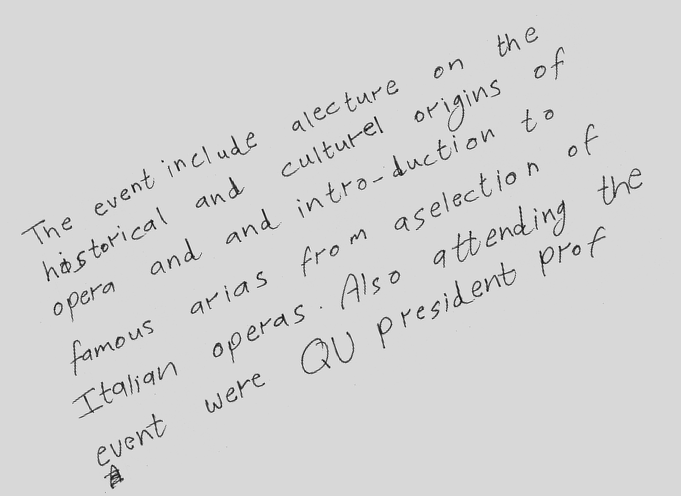 The event include alecture on the
historical and culturel origins of
opera and and intro-duction to
famous arias from aselection of
Italian operas. Also attending the
event were QU president prof